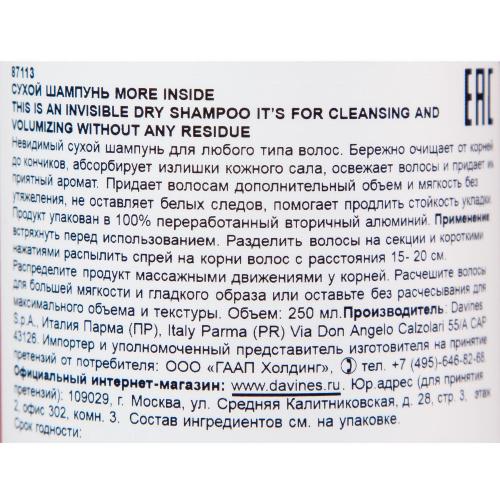 87113
СУХОЙ ШАМПУНЬ MORE INSIDE
THIS IS AN INVISIBLE DRY SHAMPOO IT'S FOR CLEANSING AND
VOLUMIZING WITHOUT ANY RESIDUE
Невидимый сухой шампунь для любого типа волос. Бережно очищает от корней
до кончиков, абсорбирует излишки кожного сала, освежает волосы и придает им
приятный аромат. Придает волосам дополнительный объем и мягкость без
утяжеления, не оставляет белых следов, помогает продлить стойкость укладки.
Продукт упакован в 100% переработанный вторичный алюминий. Применение
встряхнуть перед использованием. Разделить волосы на секции и короткими
нажатиями распылить спрей на корни волос с расстояния 15- 20 см.
Распределите продукт массажными движениями у корней. Расчешите волосы
для большей мягкости и гладкого образа или оставьте без расчесывания для
максимального объема и текстуры. Объем: 250 мл. Производитель: Davines
S.p.A., Италия Парма (ПР), Italy Parma (PR) Via Don Angelo Calzolari 55/A CAP
43126. Импортер и уполномоченный представитель изготовителя на принятие
претензий от потребителя: ООО «ГААП Холдинг», тел. +7 (495)-646-82-68.
Официальный интернет-магазин: www.davines.ru. Юр.адрес (для принятия
претензий): 109029, г. Москва, ул. Средняя Калитниковская, д. 28, стр. 3, этаж
2, офис 302, комн. 3. Состав ингредиентов см. на упаковке.
Срок годности:
EAC